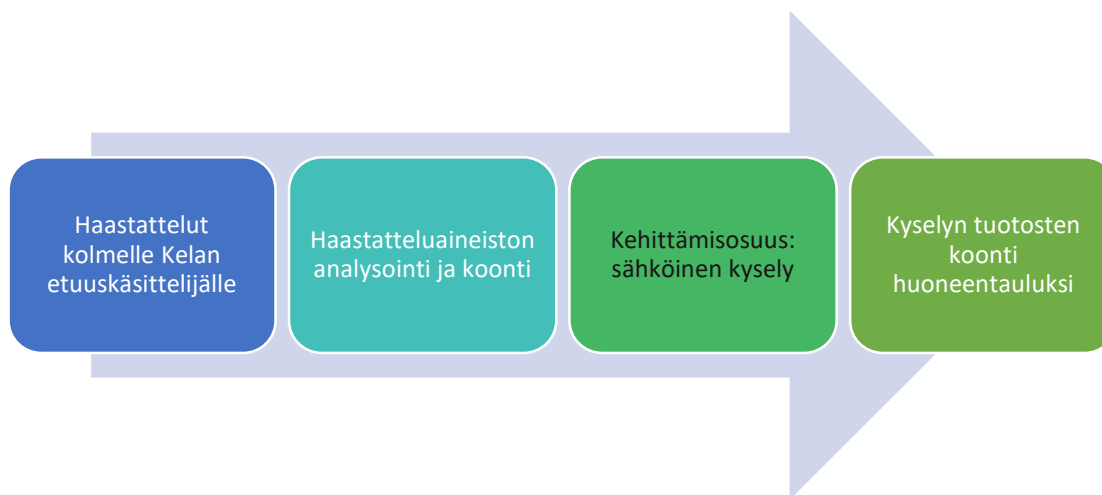 Haastattelut
kolmelle Kelan
etuuskäsittelijälle
Haastatteluaineiston
analysointi ja koonti
Kehittämisosuus:
sähköinen kysely
Kyselyn tuotosten
koonti
huoneentauluksi